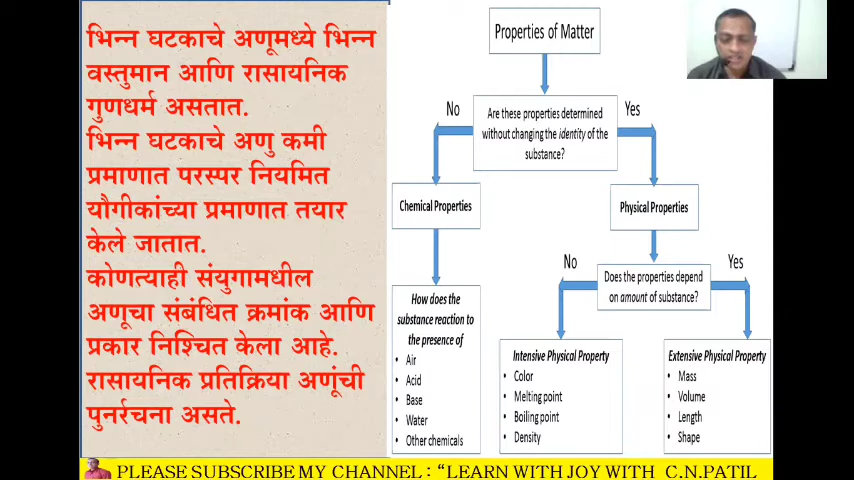 भिन्न घटकाचे अणूमध्ये भिन्न
वस्तुमान आणि रासायनिक
गुणधर्म असतात.
भिन्न घटकाचे अणु कमी
प्रमाणात परस्पर नियमित
यौगीकांच्या प्रमाणात तयार
केले जातात.
कोणत्याही संयुगामधील
अणूचा संबंधित क्रमांक आणि
प्रकार निश्चित केला आहे.
रासायनिक प्रतिक्रिया अणूंची
पुनर्रचना असते.
Properties of Matter
No
Are these properties determined
without changing the identity of the
substance?
Yes
Chemical Properties
Physical Properties
No
Does the properties depend
on amount of substance?
Yes
How does the
substance reaction to
the presence of
• Air
• Acid
• Base
• Water
• Other chemicals
Intensive Physical Property
• Color
• Melting point
• Boiling point
• Density
Extensive Physical Property
• Mass
• Volume
• Length
• Shape
PLEASE SUBSCRIBE MY CHANNEL : “LEARN WITH JOY WITH C.N.PATIL